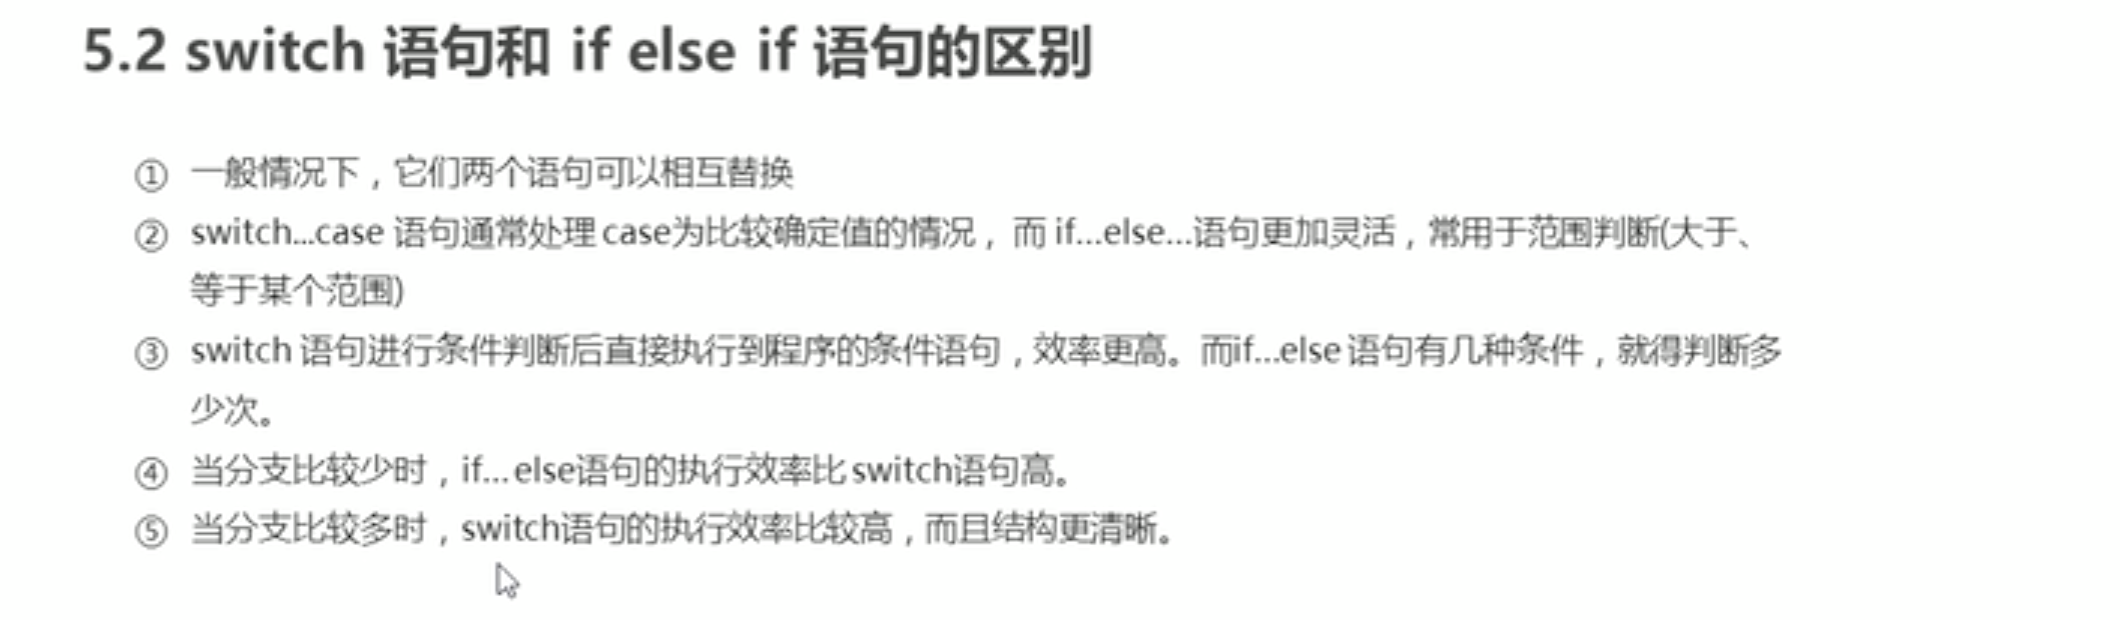 5.2 switch 语句和 if else if 语句的区别
① 一般情况下，它们两个语句可以相互替换
② switch...case 语句通常处理 case为比较确定值的情况，而 if...else...语句更加灵活，常用于范围判断(大于、
等于某个范围)
③ switch 语句进行条件判断后直接执行到程序的条件语句，效率更高。而if...else 语句有几种条件，就得判断多
少次。
④ 当分支比较少时，if... else语句的执行效率比 switch语句高。
⑤ 当分支比较多时，switch语句的执行效率比较高，而且结构更清晰。